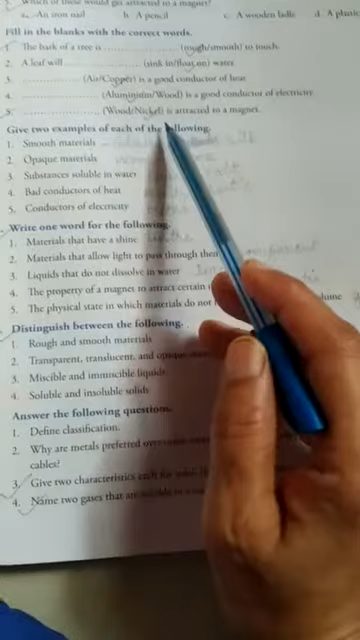 5. Which of these would get attracted to a magnet?
a. An iron nail b. A pencil c. A wooden ladle d. A plastic
Fill in the blanks with the correct words.
1. The bark of a tree is .................... (rough/smooth) to touch.
2. A leaf will .................... (sink in/float on) water.
3. .................... (Air/Copper) is a good conductor of heat
4. .................... (Aluminium/Wood) is a good conductor of electricity
5. .................... (Wood/Nickel) is attracted to a magnet.
Give two examples of each of the following.
1. Smooth materials
2. Opaque materials
3. Substances soluble in water
4. Bad conductors of heat
5. Conductors of electricity
Write one word for the following.
1. Materials that have a shine
2. Materials that allow light to pass through them
3. Liquids that do not dissolve in water
4. The property of a magnet to attract certain
5. The physical state in which materials do not volume
Distinguish between the following.
1. Rough and smooth materials
2. Transparent, translucent, and opaque
3. Miscible and immiscible liquids
4. Soluble and insoluble solids
Answer the following questions.
1. Define classification.
2. Why are metals preferred over
cables?
3. Give two characteristics each for
4. Name two gases that are